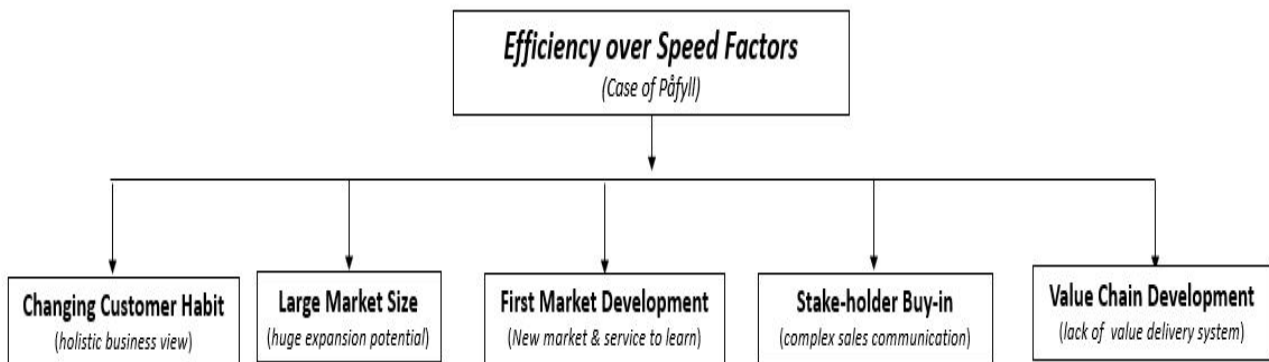 Efficiency over Speed Factors
(Case of Påfyll)
Changing Customer Habit
(holistic business view)
Large Market Size
(huge expansion potential)
First Market Development
(New market & service to learn)
Stake-holder Buy-in
(complex sales communication)
Value Chain Development
(lack of value delivery system)